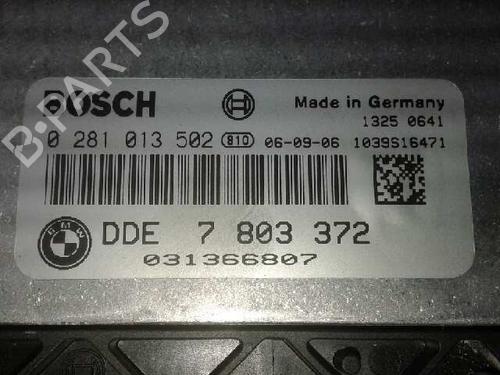 B-PARTS
BOSCH
Made in Germany
1325 0641
0 281 013 502 810 06-09-06 1039S16471
BMW
DDE 7 803 372
031366807